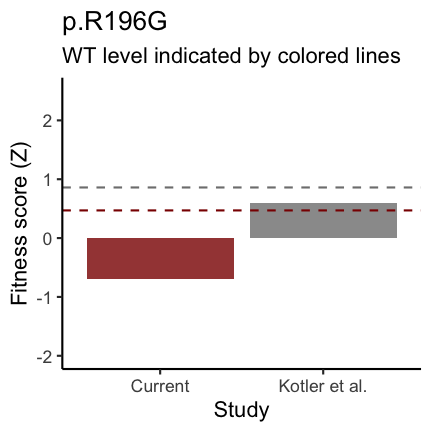 p.R196G
WT level indicated by colored lines
Fitness score (Z)
2
1
0
-1
-2
Current
Kotler et al.
Study